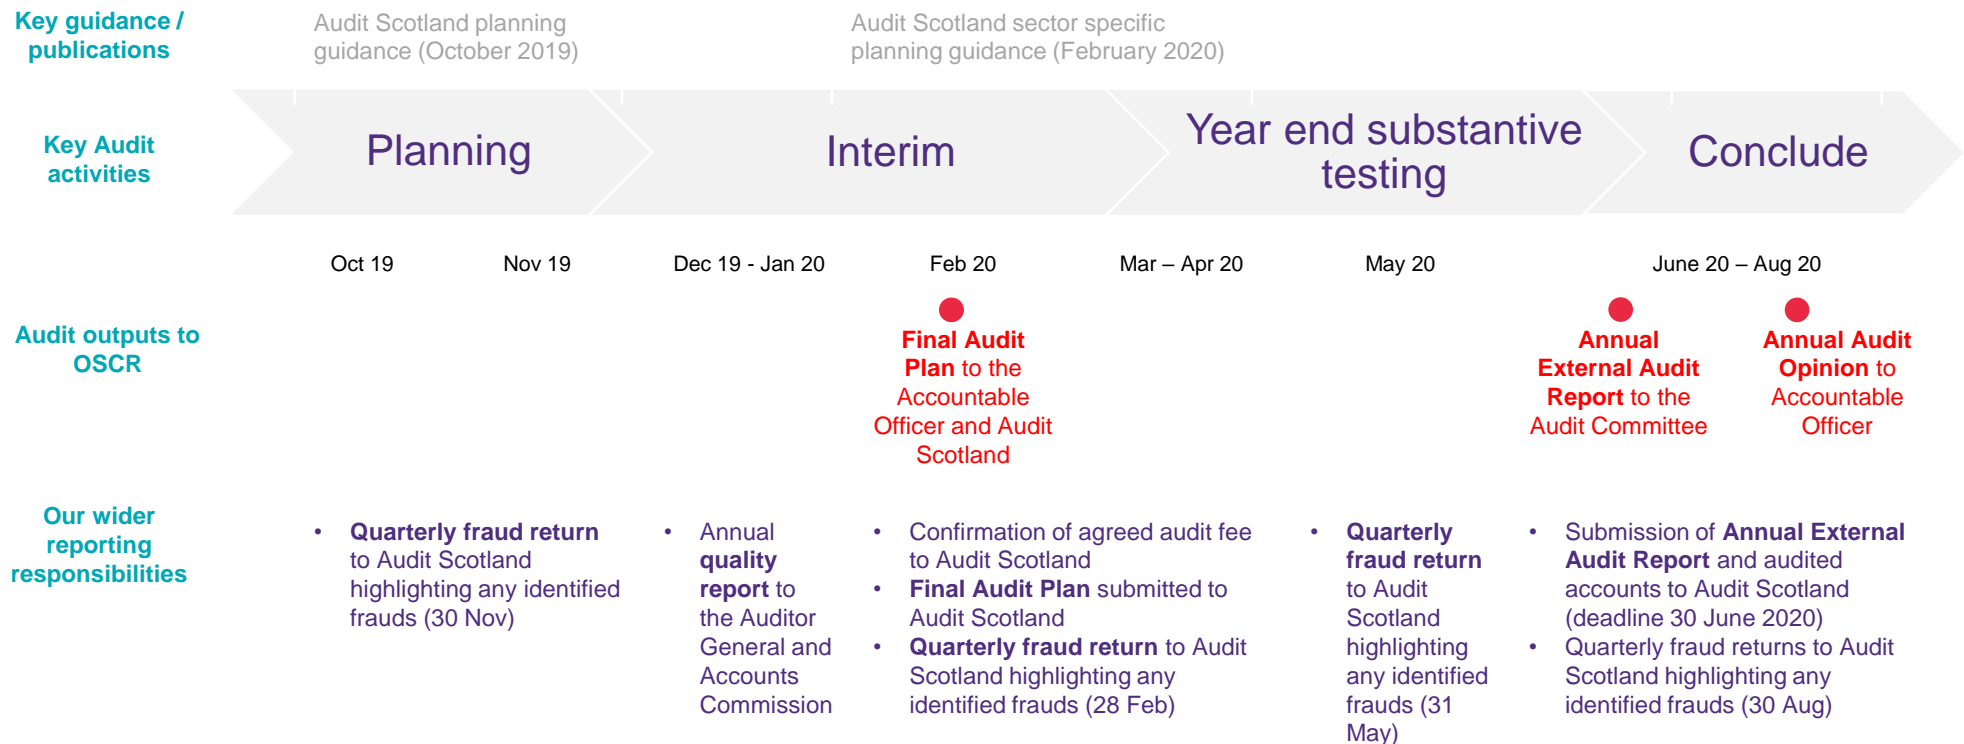 Key guidance /
publications
Audit Scotland planning
guidance (October 2019)
Audit Scotland sector specific
planning guidance (February 2020)
Key Audit
activities
Planning
Interim
Year end substantive
testing
Conclude
Oct 19
Nov 19
Dec 19 - Jan 20
Feb 20
Mar – Apr 20
May 20
June 20 – Aug 20
Audit outputs to
OSCR
Final Audit
Plan to the
Accountable
Officer and Audit
Scotland
Annual
External Audit
Report to the
Audit Committee
Annual Audit
Opinion to
Accountable
Officer
Our wider
reporting
responsibilities
• Quarterly fraud return
to Audit Scotland
highlighting any identified
frauds (30 Nov)
• Annual
quality
report to
the Auditor
General and
Accounts
Commission
• Confirmation of agreed audit fee
to Audit Scotland
• Final Audit Plan submitted to
Audit Scotland
• Quarterly fraud return to Audit
Scotland highlighting any
identified frauds (28 Feb)
• Quarterly
fraud return
to Audit
Scotland
highlighting
any identified
frauds (31
May)
• Submission of Annual External
Audit Report and audited
accounts to Audit Scotland
(deadline 30 June 2020)
• Quarterly fraud returns to Audit
Scotland highlighting any
identified frauds (30 Aug)